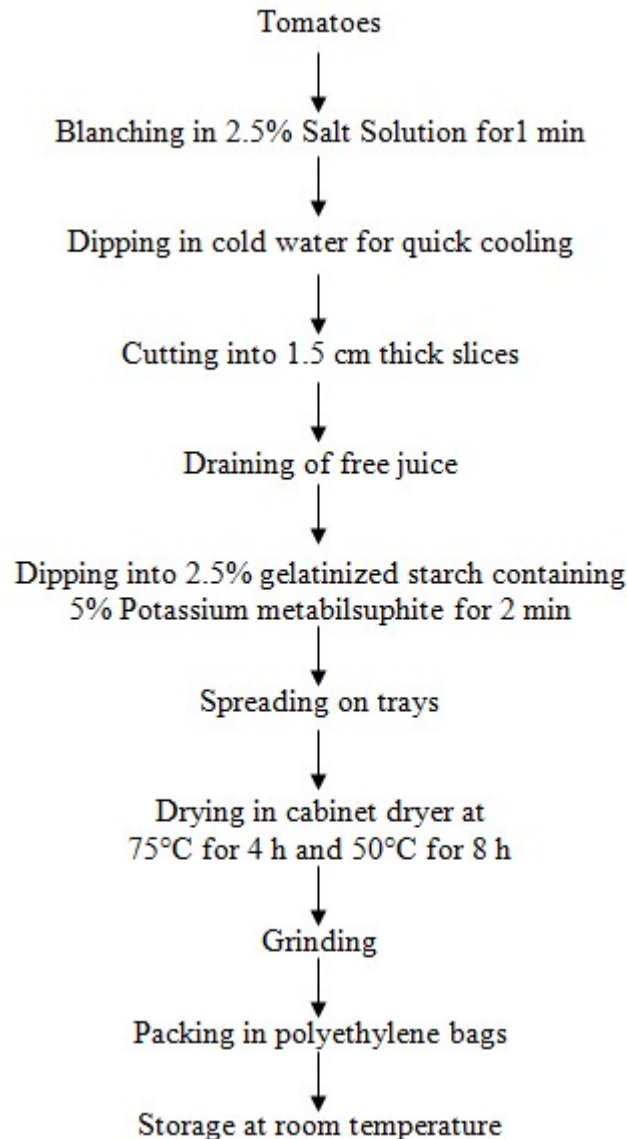 Tomatoes
Blanching in 2.5% Salt Solution for1 min
Dipping in cold water for quick cooling
Cutting into 1.5 cm thick slices
Draining of free juice
Dipping into 2.5% gelatinized starch containing
5% Potassium metabilsuphite for 2 min
Spreading on trays
Drying in cabinet dryer at
75°C for 4 h and 50°C for 8 h
Grinding
Packing in polyethylene bags
Storage at room temperature